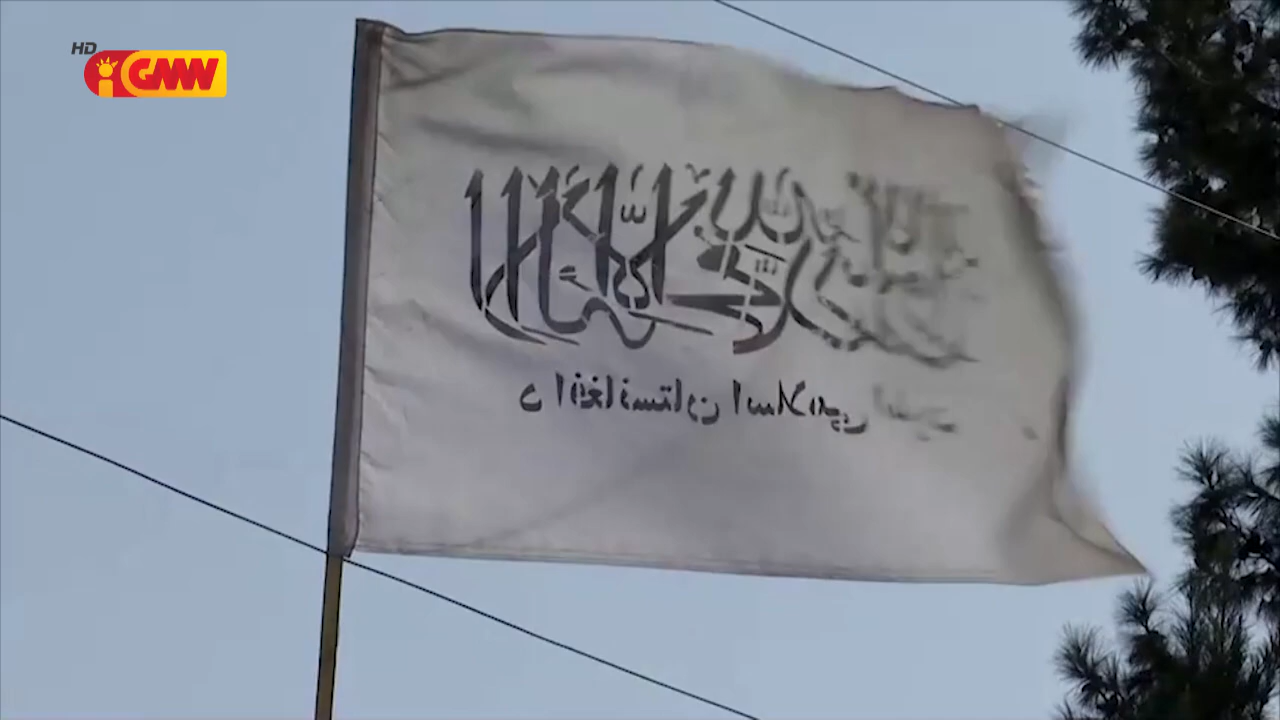 HD
لا إله إلا الله محمد رسول الله
د افغانستان اسلامي